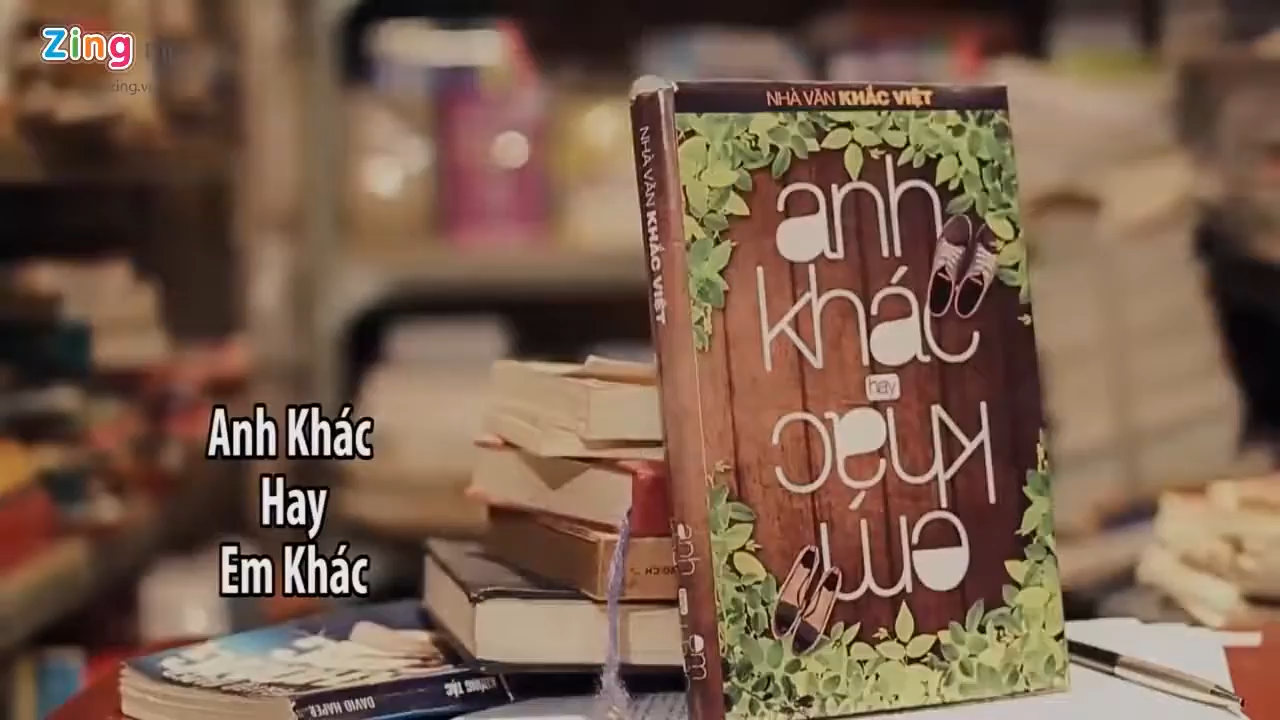 Zing
zing.v
NHÀ VĂN KHẮC VIỆT
NHÀ VĂN KHẮC VIỆT
anh
khác
hay
em
khác
Anh Khác
Hay
Em Khác
anh
em
DAVID HAPER